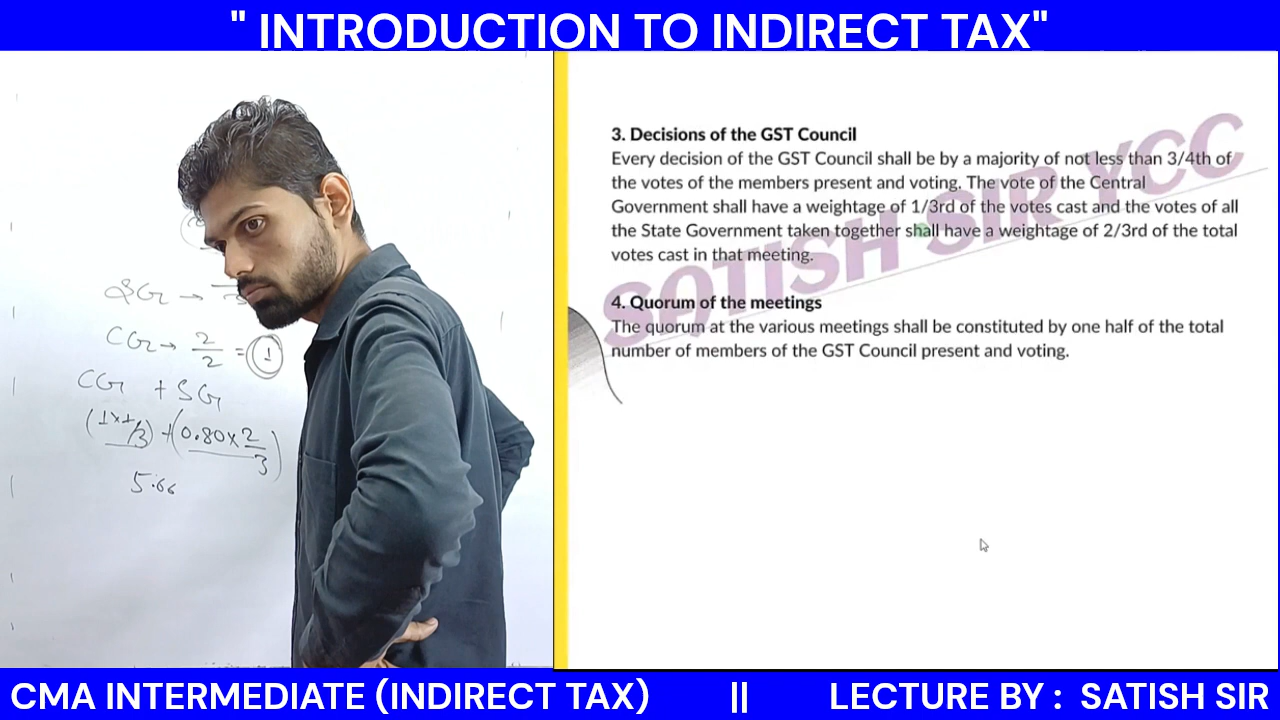 " INTRODUCTION TO INDIRECT TAX"
SG →
CG → 2/2 = 1
CG + SG
(1×1/3) + (0.80×2/3)
5.66
3. Decisions of the GST Council
Every decision of the GST Council shall be by a majority of not less than 3/4th of
the votes of the members present and voting. The vote of the Central
Government shall have a weightage of 1/3rd of the votes cast and the votes of all
the State Government taken together shall have a weightage of 2/3rd of the total
votes cast in that meeting.
4. Quorum of the meetings
The quorum at the various meetings shall be constituted by one half of the total
number of members of the GST Council present and voting.
SATISH SIR YCC
CMA INTERMEDIATE (INDIRECT TAX) || LECTURE BY : SATISH SIR